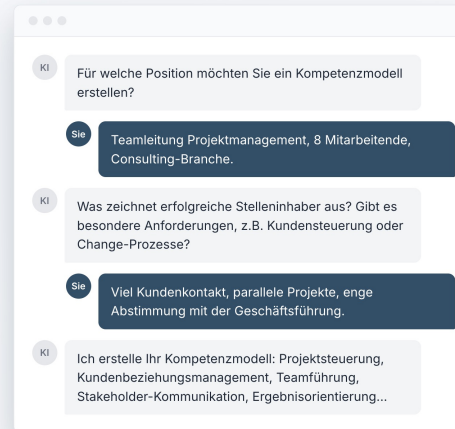 KI
Für welche Position möchten Sie ein Kompetenzmodell
erstellen?
Sie
Teamleitung Projektmanagement, 8 Mitarbeitende,
Consulting-Branche.
KI
Was zeichnet erfolgreiche Stelleninhaber aus? Gibt es
besondere Anforderungen, z.B. Kundensteuerung oder
Change-Prozesse?
Sie
Viel Kundenkontakt, parallele Projekte, enge
Abstimmung mit der Geschäftsführung.
KI
Ich erstelle Ihr Kompetenzmodell: Projektsteuerung,
Kundenbeziehungsmanagement, Teamführung,
Stakeholder-Kommunikation, Ergebnisorientierung...